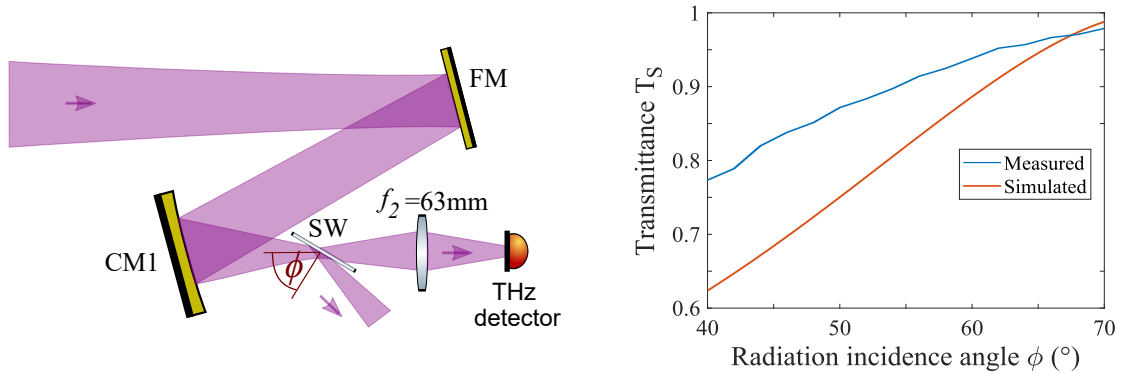 FM
CM1
SW
ϕ
f₂=63mm
THz
detector
Transmittance T_S
1
0.9
0.8
0.7
0.6
40
50
60
70
Measured
Simulated
Radiation incidence angle ϕ (°)